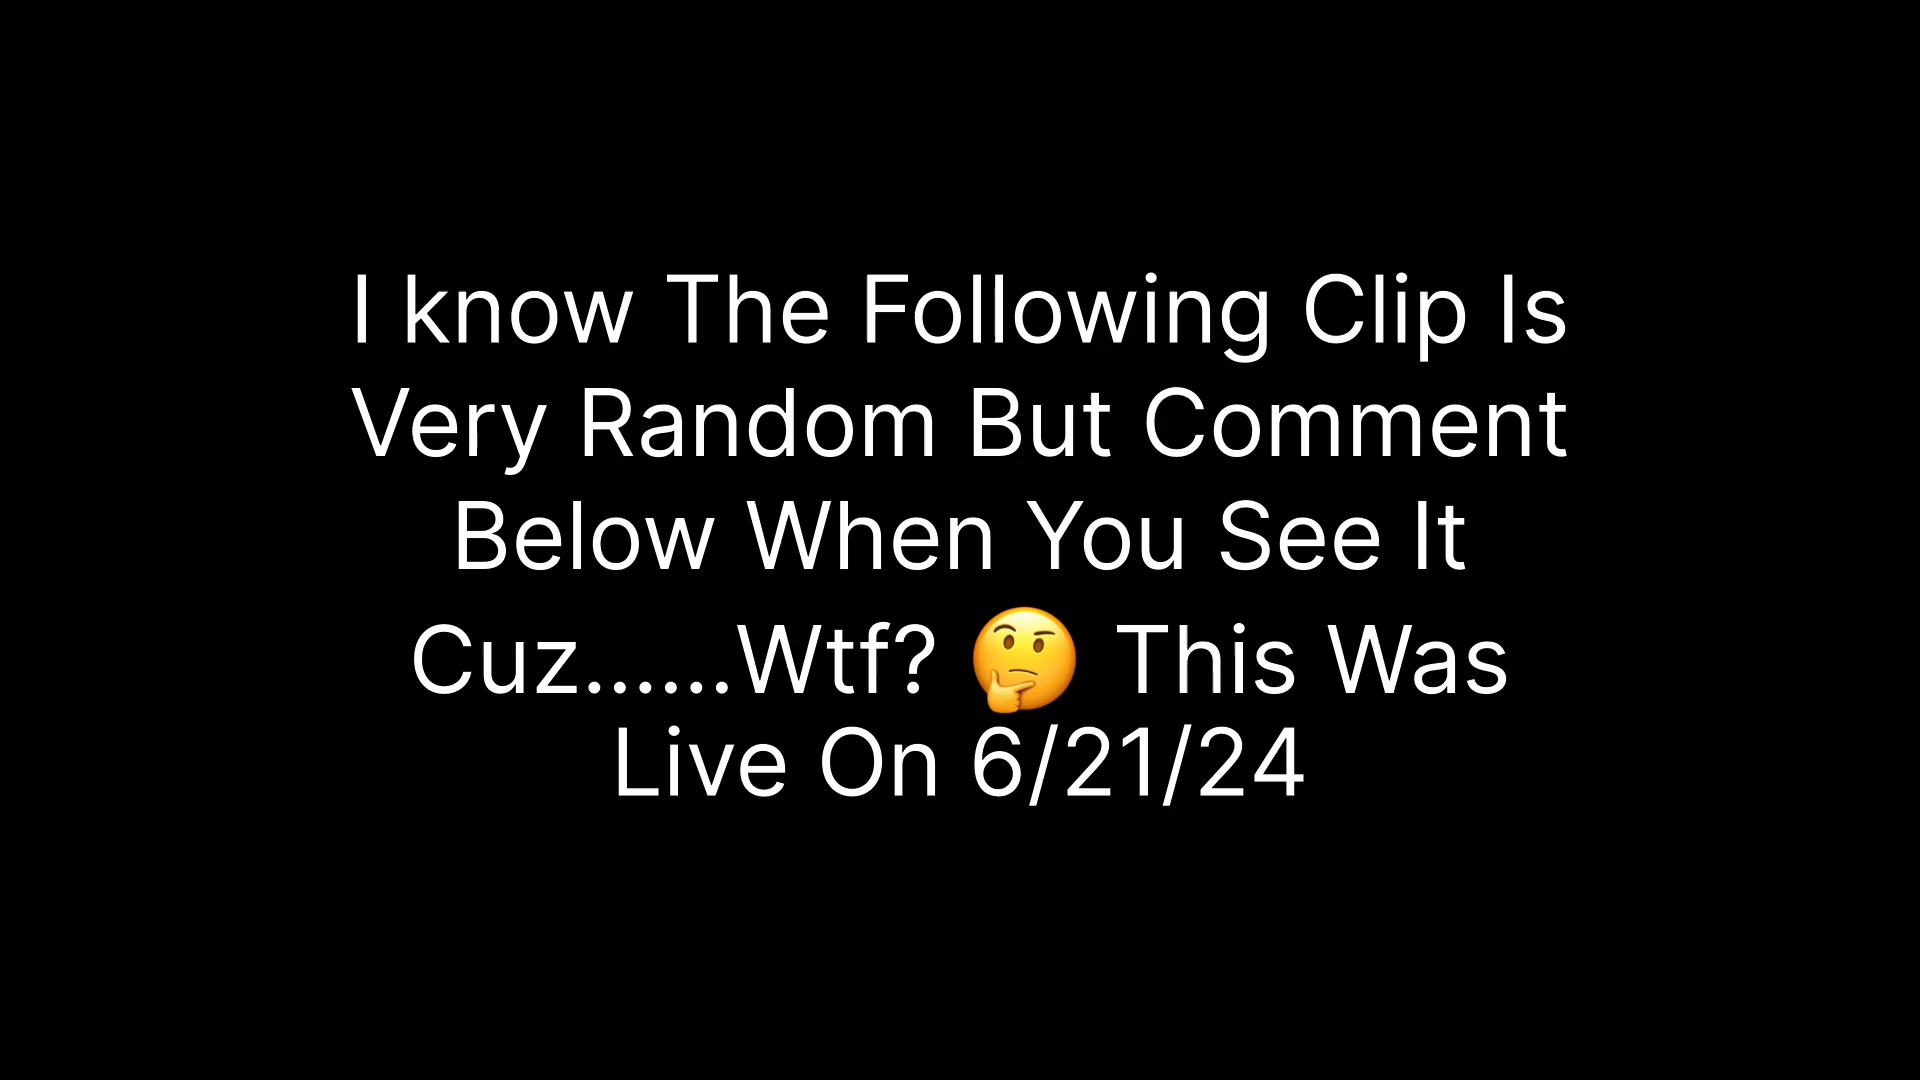 I know The Following Clip Is
Very Random But Comment
Below When You See It
Cuz......Wtf? 🤔 This Was
Live On 6/21/24